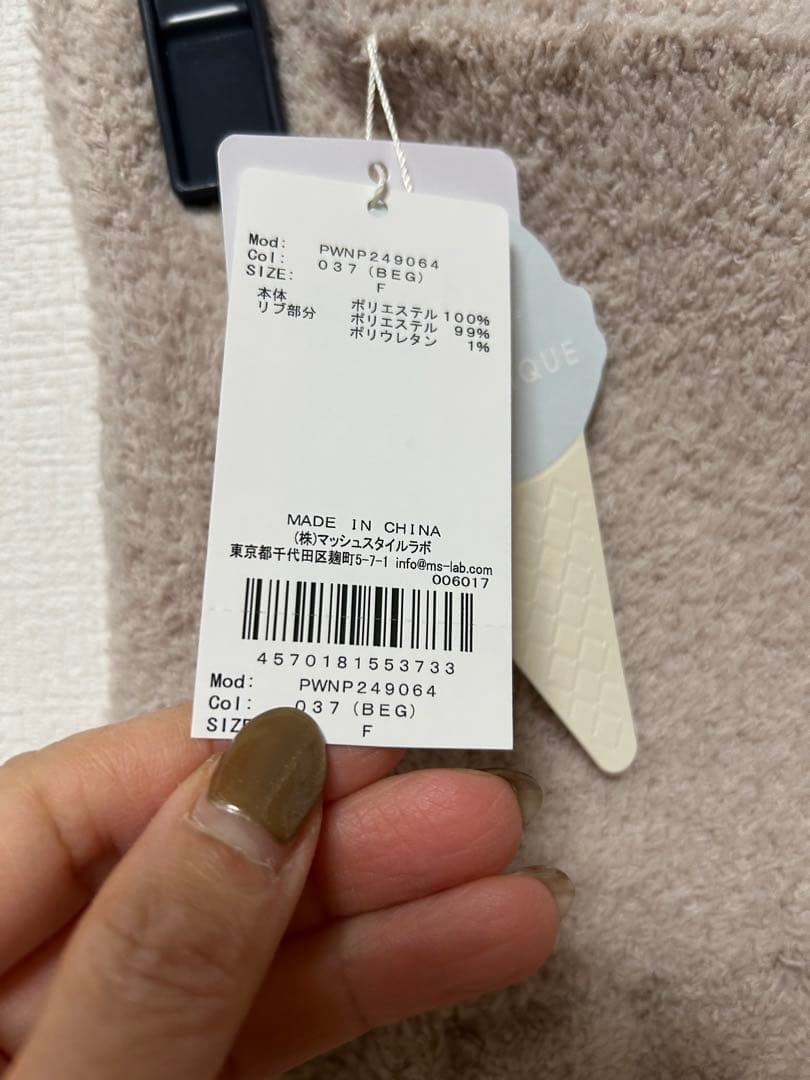 Mod: PWNP249064
Col: 037 (BEG)
SIZE: F
本体 ポリエステル 100%
リブ部分 ポリエステル 99%
ポリウレタン 1%
MADE IN CHINA
(株)マッシュスタイルラボ
東京都千代田区麹町5-7-1 info@ms-lab.com
006017
4570181553733
Mod: PWNP249064
Col: 037 (BEG)
SIZE F
QUE